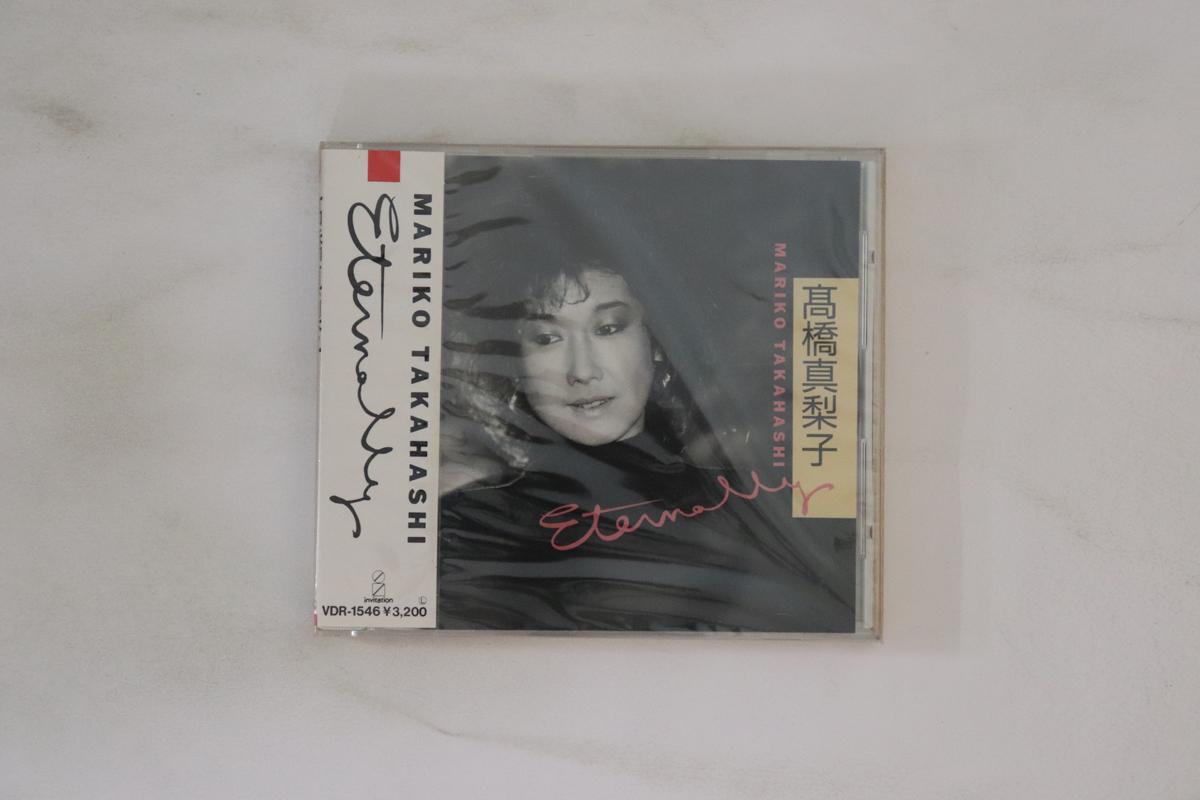 MARIKO TAKAHASHI
Eternally
invitation
Ⓛ
VDR-1546 ¥3,200
髙橋真梨子
MARIKO TAKAHASHI
Eternally